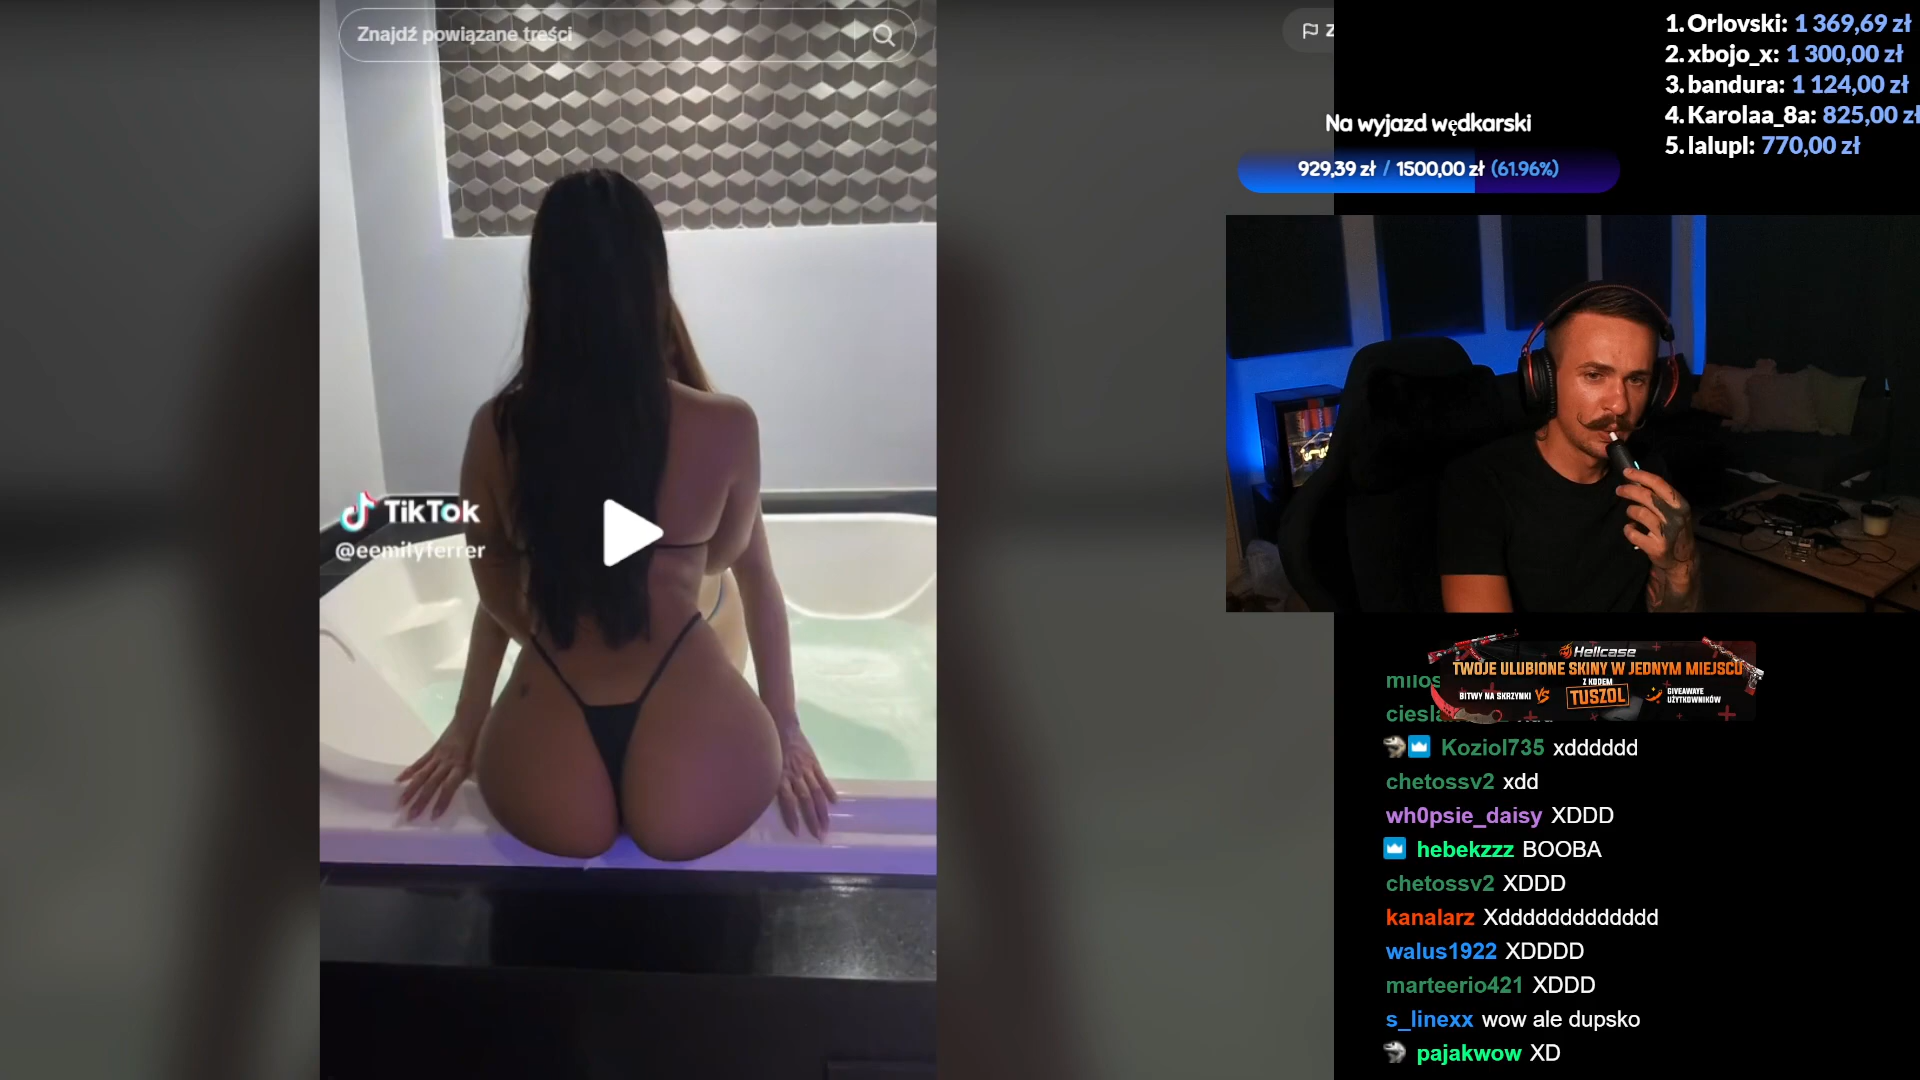 Znajdź powiązane treści
TikTok
@eemilyferrer
Z
1. Orlovski: 1 369,69 zł
2. xbojo_x: 1 300,00 zł
3. bandura: 1 124,00 zł
4. Karolaa_8a: 825,00 zł
5. lalupl: 770,00 zł
Na wyjazd wędkarski
929,39 zł / 1500,00 zł (61.96%)
Hellcase
TWOJE ULUBIONE SKINY W JEDNYM MIEJSCU
BITWY NA SKRZYNKI VS
Z KODEM
TUSZOL
GIVEAWAYE
UŻYTKOWNIKÓW
Koziol735 xdddddd
chetossv2 xdd
wh0psie_daisy XDDD
hebekzzz BOOBA
chetossv2 XDDD
kanalarz Xddddddddddddd
walus1922 XDDDD
marteerio421 XDDD
s_linexx wow ale dupsko
pajakwow XD